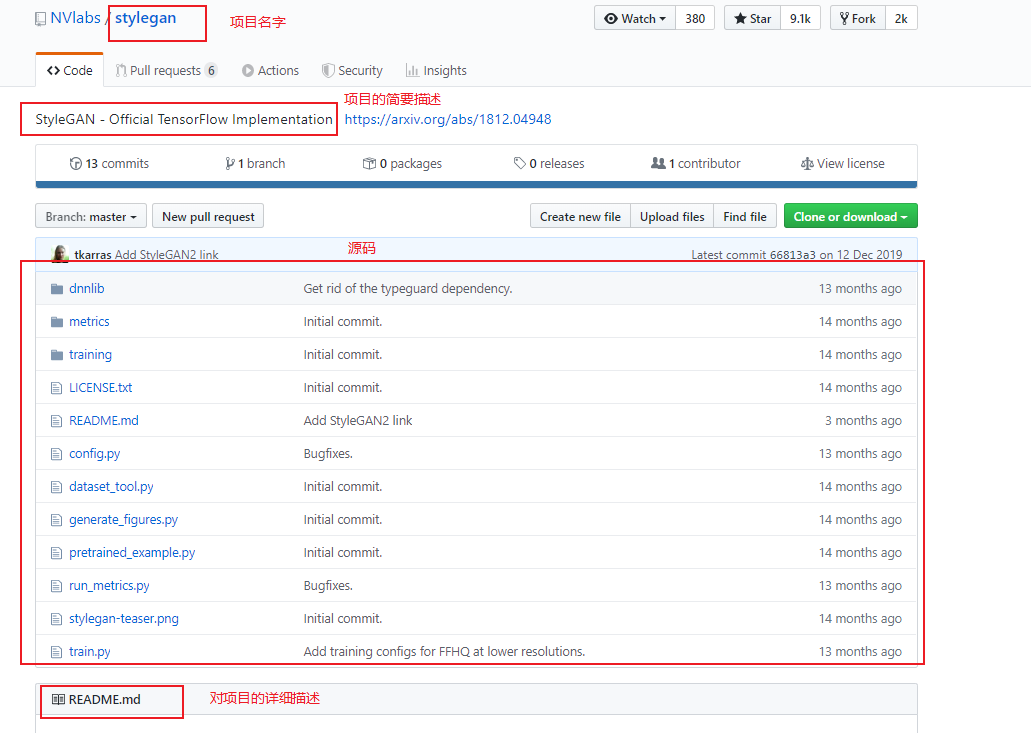 NVlabs / stylegan 项目名字 Watch 380 Star 9.1k Fork 2k
Code Pull requests 6 Actions Security Insights
项目的简要描述
StyleGAN - Official TensorFlow Implementation https://arxiv.org/abs/1812.04948
13 commits 1 branch 0 packages 0 releases 1 contributor View license
Branch: master New pull request Create new file Upload files Find file Clone or download
源码
tkarras Add StyleGAN2 link Latest commit 66813a3 on 12 Dec 2019
dnnlib Get rid of the typeguard dependency. 13 months ago
metrics Initial commit. 14 months ago
training Initial commit. 14 months ago
LICENSE.txt Initial commit. 14 months ago
README.md Add StyleGAN2 link 3 months ago
config.py Bugfixes. 13 months ago
dataset_tool.py Initial commit. 14 months ago
generate_figures.py Initial commit. 14 months ago
pretrained_example.py Initial commit. 14 months ago
run_metrics.py Bugfixes. 13 months ago
stylegan-teaser.png Initial commit. 14 months ago
train.py Add training configs for FFHQ at lower resolutions. 13 months ago
README.md 对项目的详细描述